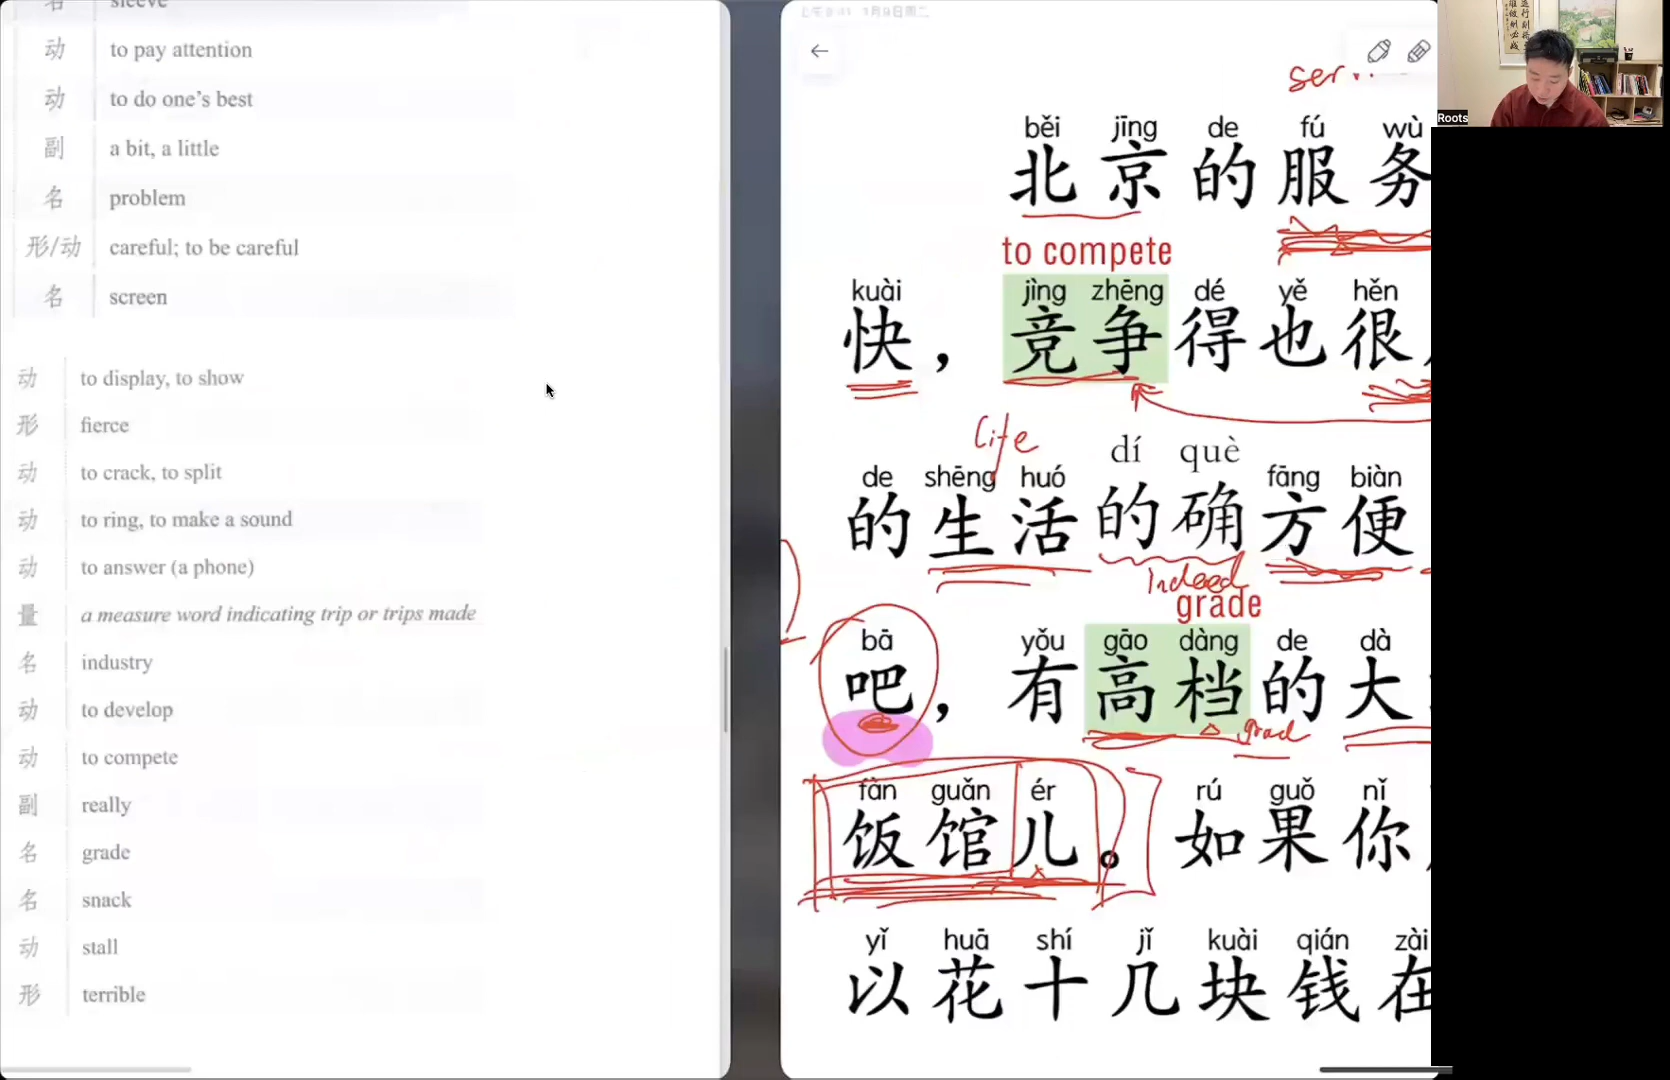 名 sleeve
动 to pay attention
动 to do one's best
副 a bit, a little
名 problem
形/动 careful; to be careful
名 screen
动 to display, to show
形 fierce
动 to crack, to split
动 to ring, to make a sound
动 to answer (a phone)
量 a measure word indicating trip or trips made
名 industry
动 to develop
动 to compete
副 really
名 grade
名 snack
动 stall
形 terrible
běi jīng de fú wù
北京的服务
to compete
kuài jìng zhēng dé yě hěn
快，竞争得也很
life
dí què
de shēng huó fāng biàn
的生活的确方便
indeed
grade
bā yǒu gāo dàng de dà
吧，有高档的大
grad
fàn guǎn ér rú guǒ nǐ
饭馆儿。如果你
yǐ huā shí jǐ kuài qián zài
以花十几块钱在
Roots